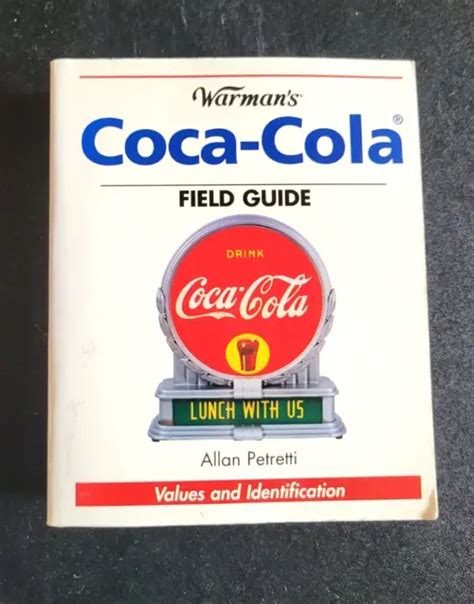 Warman's
Coca-Cola®
FIELD GUIDE
DRINK
Coca-Cola
LUNCH WITH US
Allan Petretti
Values and Identification